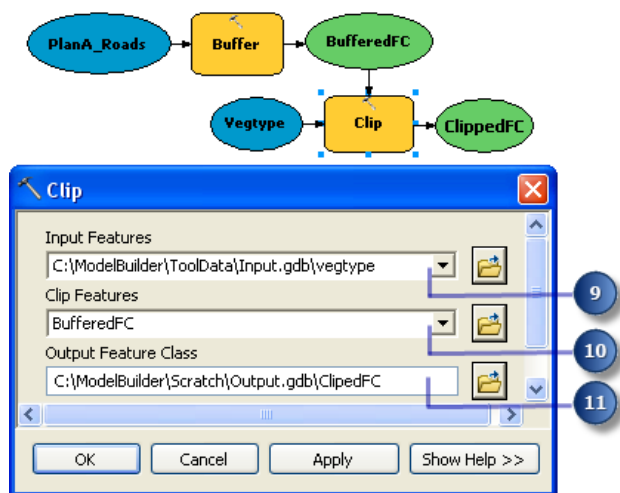 PlanA_Roads
Buffer
BufferedFC
Vegtype
Clip
ClippedFC
Clip
Input Features
C:\ModelBuilder\ToolData\Input.gdb\vegtype
9
Clip Features
BufferedFC
10
Output Feature Class
C:\ModelBuilder\Scratch\Output.gdb\ClipedFC
11
OK
Cancel
Apply
Show Help >>